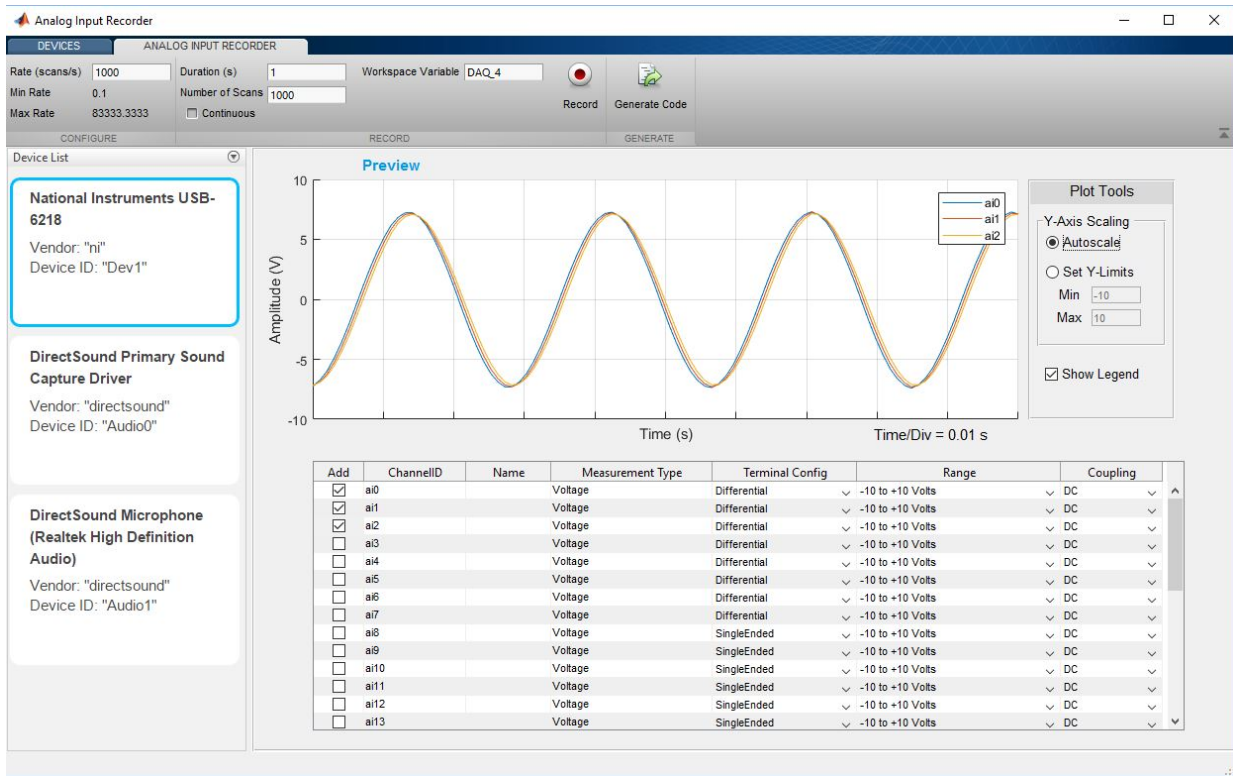 Analog Input Recorder
DEVICES ANALOG INPUT RECORDER
Rate (scans/s) 1000 Duration (s) 1 Workspace Variable DAQ_4
Min Rate 0.1 Number of Scans 1000
Max Rate 83333.3333 Continuous
Record Generate Code
CONFIGURE RECORD GENERATE
Device List
National Instruments USB-
6218
Vendor: "ni"
Device ID: "Dev1"
DirectSound Primary Sound
Capture Driver
Vendor: "directsound"
Device ID: "Audio0"
DirectSound Microphone
(Realtek High Definition
Audio)
Vendor: "directsound"
Device ID: "Audio1"
Preview
10
5
0
-5
-10
Amplitude (V)
ai0
ai1
ai2
Time (s) Time/Div = 0.01 s
Plot Tools
Y-Axis Scaling
Autoscale
Set Y-Limits
Min -10
Max 10
Show Legend
Add ChannelID Name Measurement Type Terminal Config Range Coupling
ai0 Voltage Differential -10 to +10 Volts DC
ai1 Voltage Differential -10 to +10 Volts DC
ai2 Voltage Differential -10 to +10 Volts DC
ai3 Voltage Differential -10 to +10 Volts DC
ai4 Voltage Differential -10 to +10 Volts DC
ai5 Voltage Differential -10 to +10 Volts DC
ai6 Voltage Differential -10 to +10 Volts DC
ai7 Voltage Differential -10 to +10 Volts DC
ai8 Voltage SingleEnded -10 to +10 Volts DC
ai9 Voltage SingleEnded -10 to +10 Volts DC
ai10 Voltage SingleEnded -10 to +10 Volts DC
ai11 Voltage SingleEnded -10 to +10 Volts DC
ai12 Voltage SingleEnded -10 to +10 Volts DC
ai13 Voltage SingleEnded -10 to +10 Volts DC